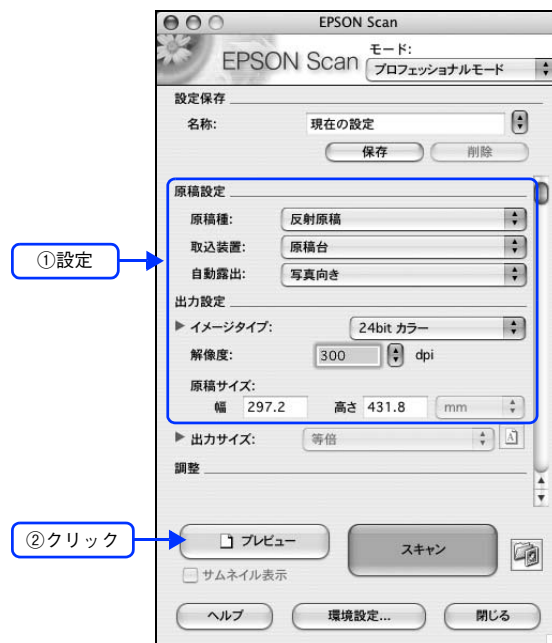 EPSON Scan
EPSON Scan
モード:
プロフェッショナルモード
設定保存
名称: 現在の設定
保存 削除
原稿設定
原稿種: 反射原稿
取込装置: 原稿台
自動露出: 写真向き
①設定
出力設定
イメージタイプ: 24bit カラー
解像度: 300 dpi
原稿サイズ:
幅 297.2 高さ 431.8 mm
出力サイズ: 等倍 A
調整
②クリック
プレビュー スキャン
サムネイル表示
ヘルプ 環境設定... 閉じる